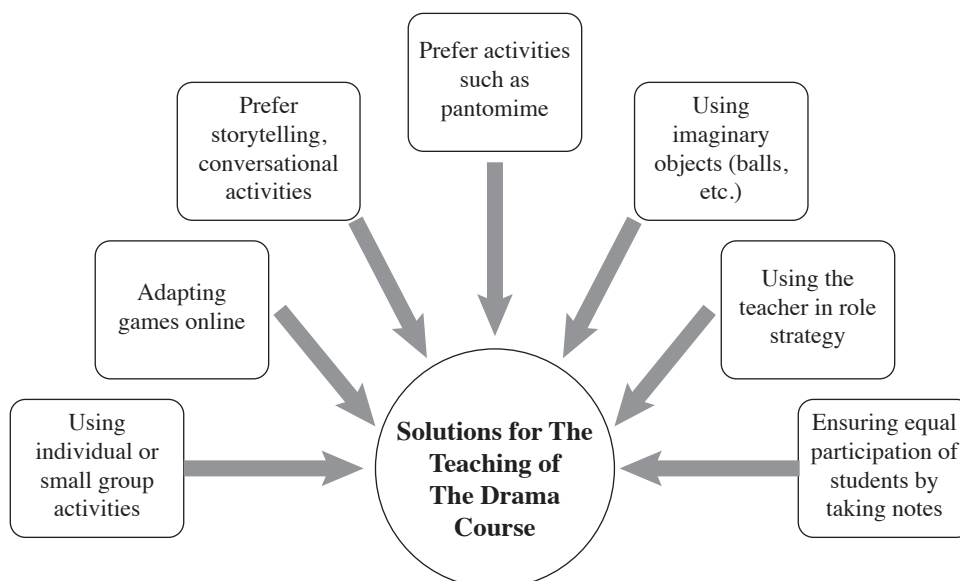 Prefer activities
such as
pantomime
Prefer
storytelling,
conversational
activities
Using
imaginary
objects (balls,
etc.)
Adapting
games online
Using the
teacher in role
strategy
Using
individual or
small group
activities
Solutions for The
Teaching of
The Drama
Course
Ensuring equal
participation of
students by
taking notes